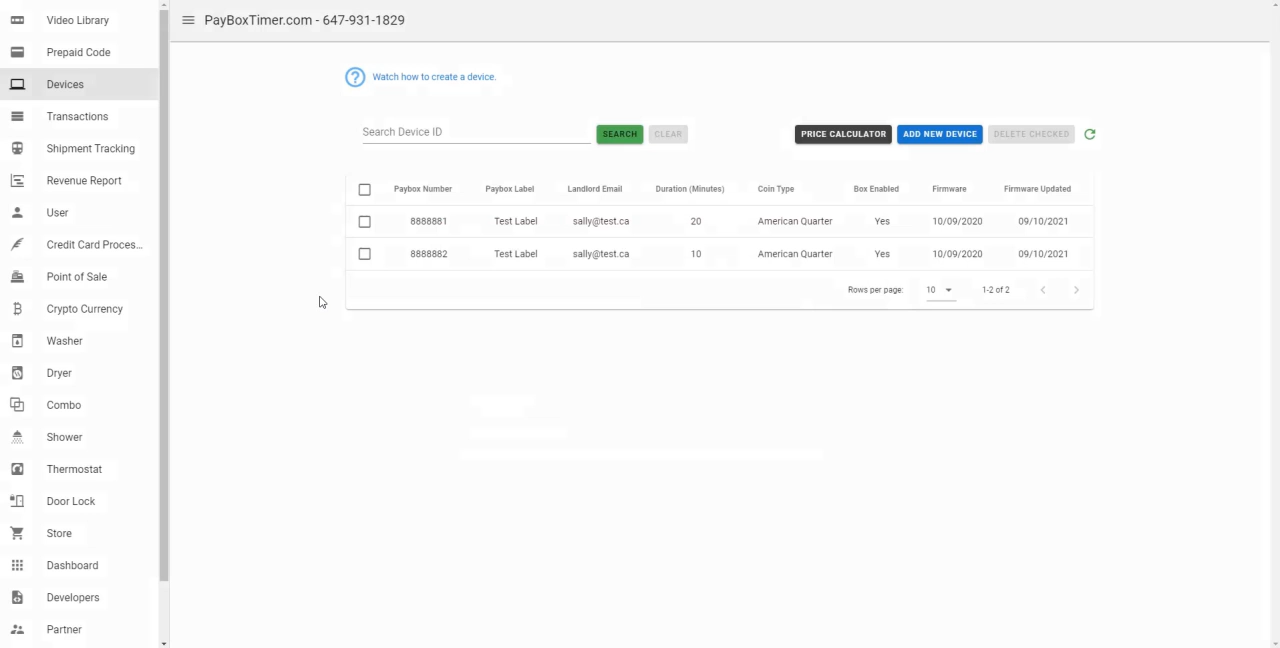 PayBoxTimer.com - 647-931-1829
Video Library
Prepaid Code
Devices
Transactions
Shipment Tracking
Revenue Report
User
Credit Card Proces...
Point of Sale
Crypto Currency
Washer
Dryer
Combo
Shower
Thermostat
Door Lock
Store
Dashboard
Developers
Partner
Watch how to create a device.
Search Device ID SEARCH CLEAR PRICE CALCULATOR ADD NEW DEVICE DELETE CHECKED
Paybox Number Paybox Label Landlord Email Duration (Minutes) Coin Type Box Enabled Firmware Firmware Updated
8888881 Test Label sally@test.ca 20 American Quarter Yes 10/09/2020 09/10/2021
8888882 Test Label sally@test.ca 10 American Quarter Yes 10/09/2020 09/10/2021
Rows per page: 10 1-2 of 2